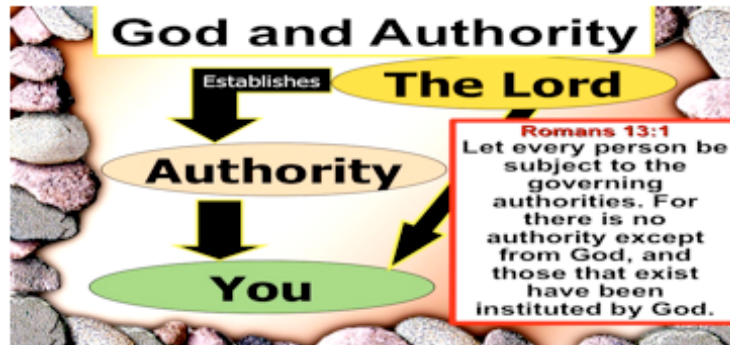 God and Authority
Establishes
The Lord
Authority
You
Romans 13:1
Let every person be
subject to the
governing
authorities. For
there is no
authority except
from God, and
those that exist
have been
instituted by God.